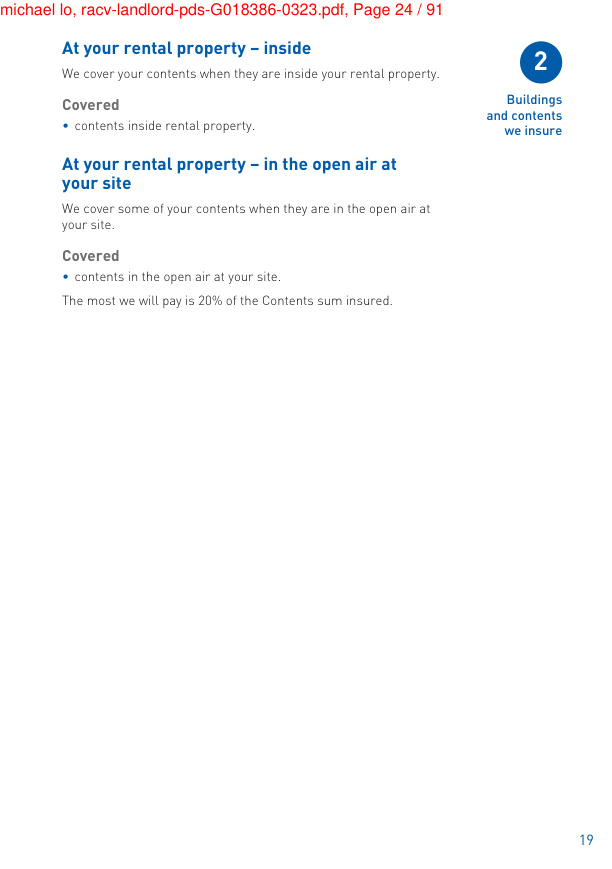 michael lo, racv-landlord-pds-G018386-0323.pdf, Page 24 / 91
At your rental property – inside
We cover your contents when they are inside your rental property.
Covered
• contents inside rental property.
At your rental property – in the open air at
your site
We cover some of your contents when they are in the open air at
your site.
Covered
• contents in the open air at your site.
The most we will pay is 20% of the Contents sum insured.
2
Buildings
and contents
we insure
19